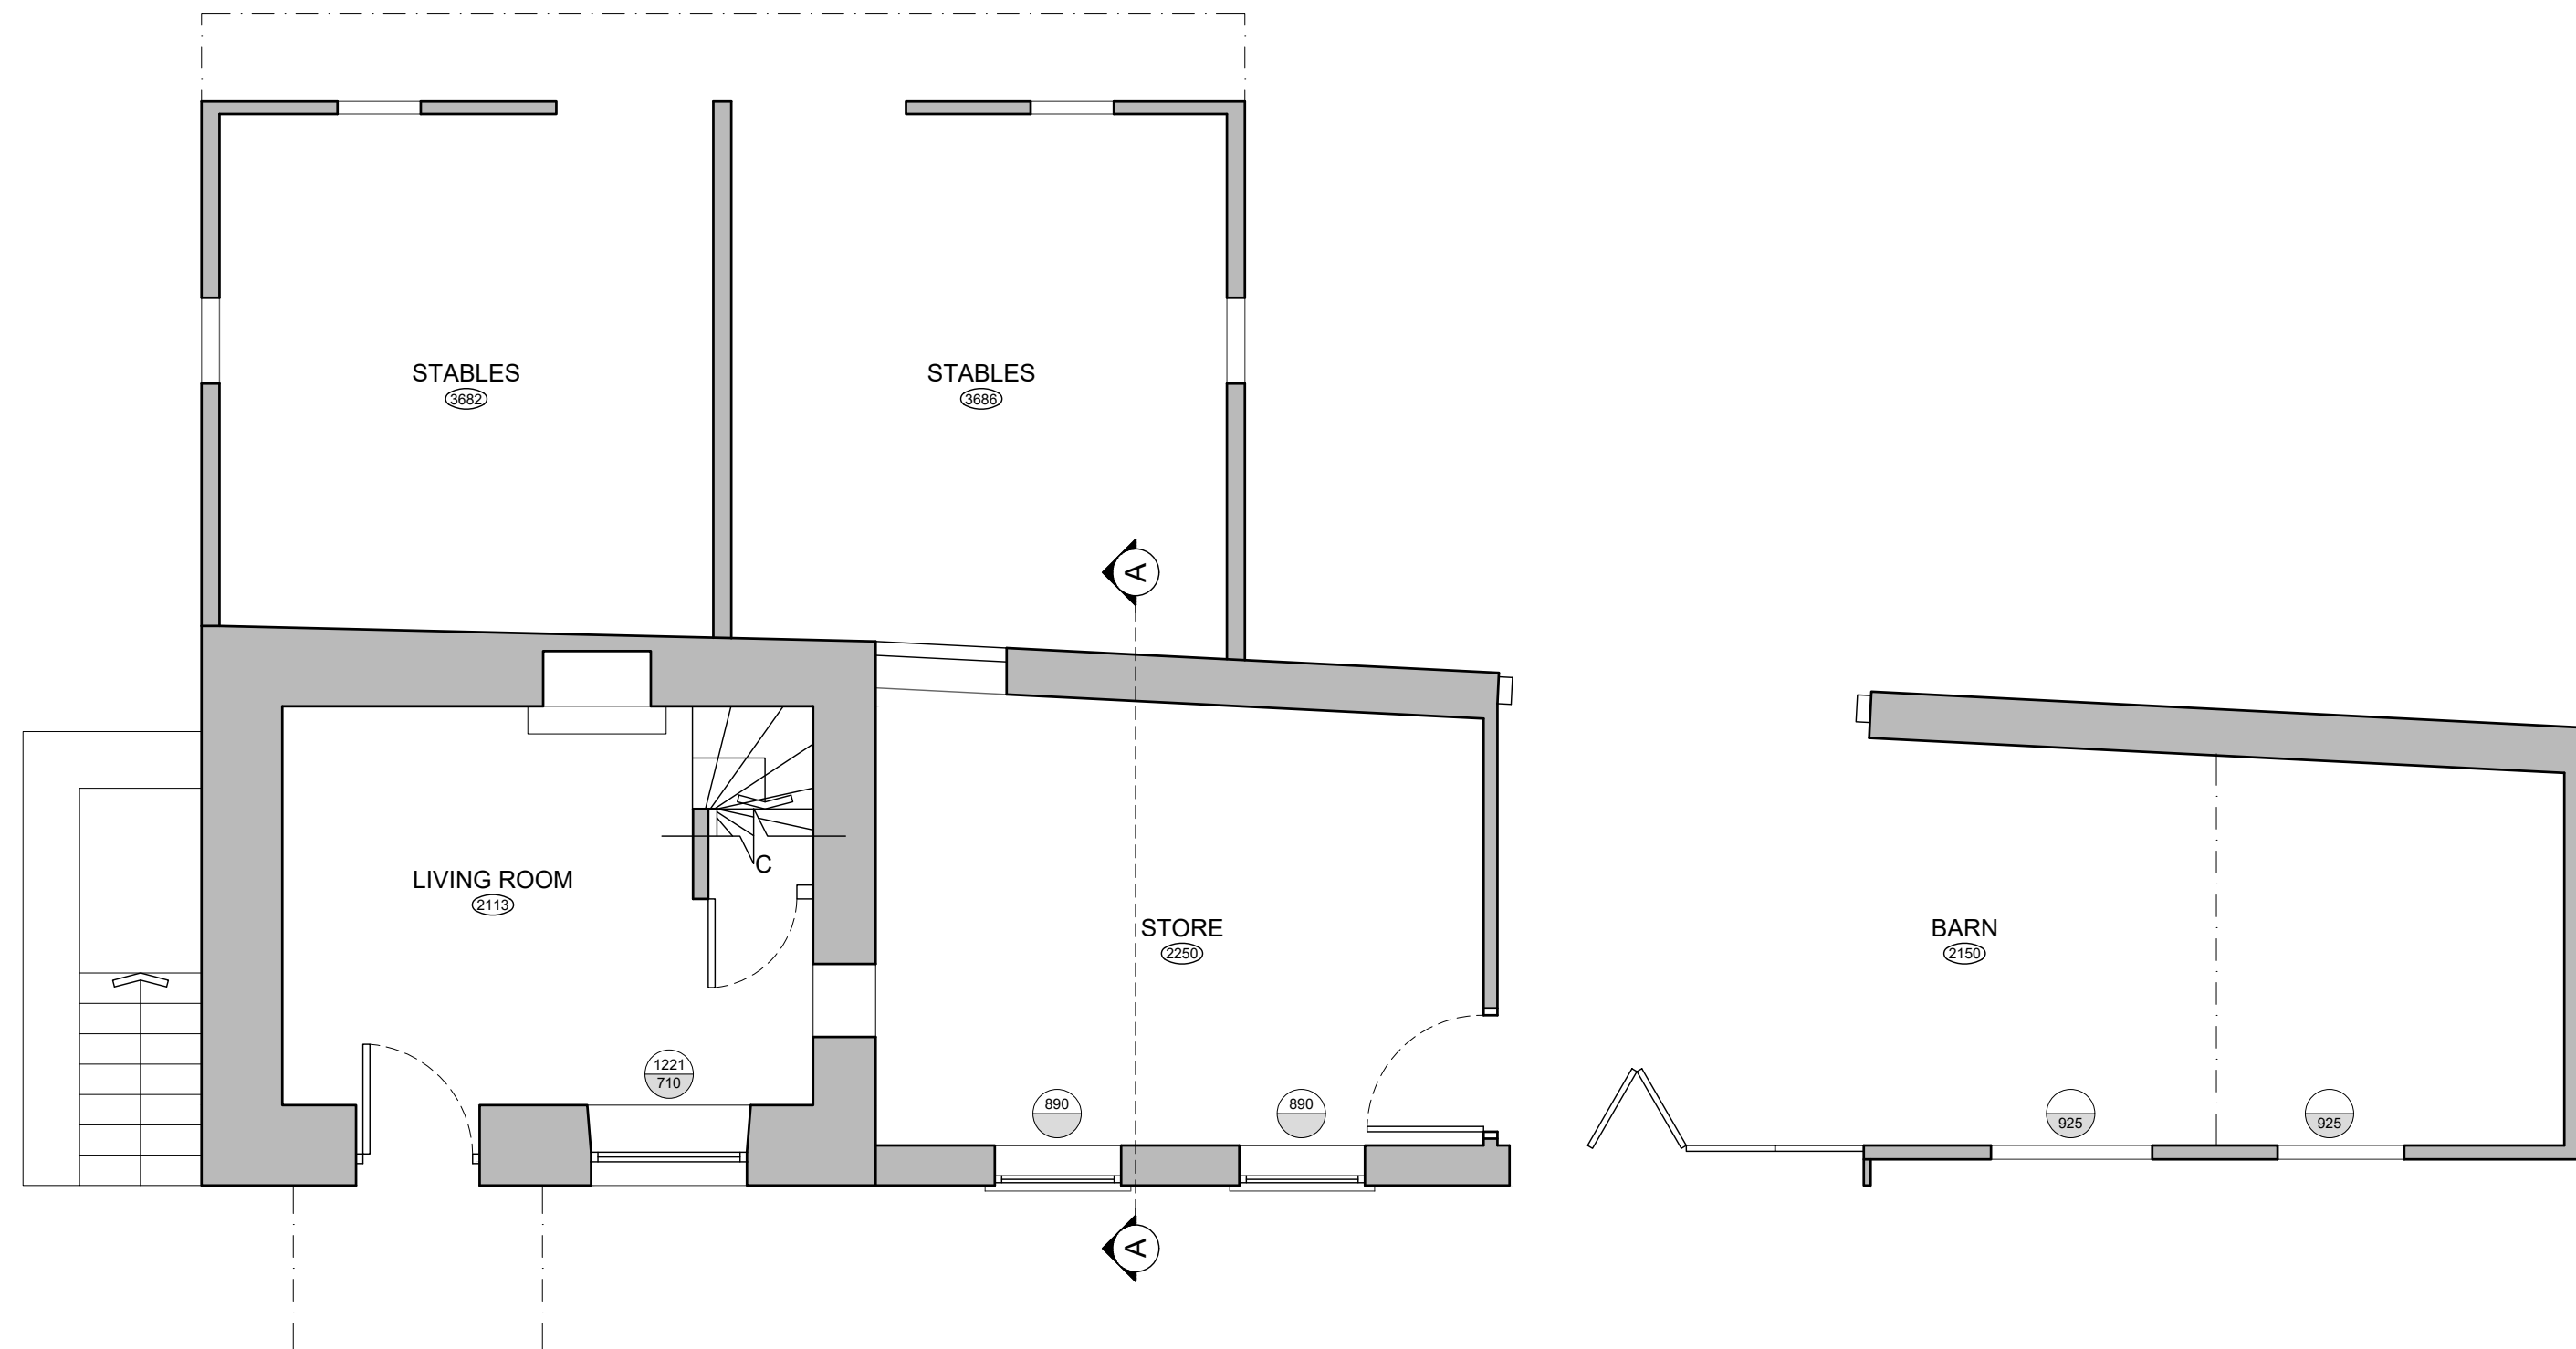 STABLES
3682
STABLES
3686
A
C
LIVING ROOM
2113
STORE
2250
BARN
2150
1221
710
890
890
925
925
A